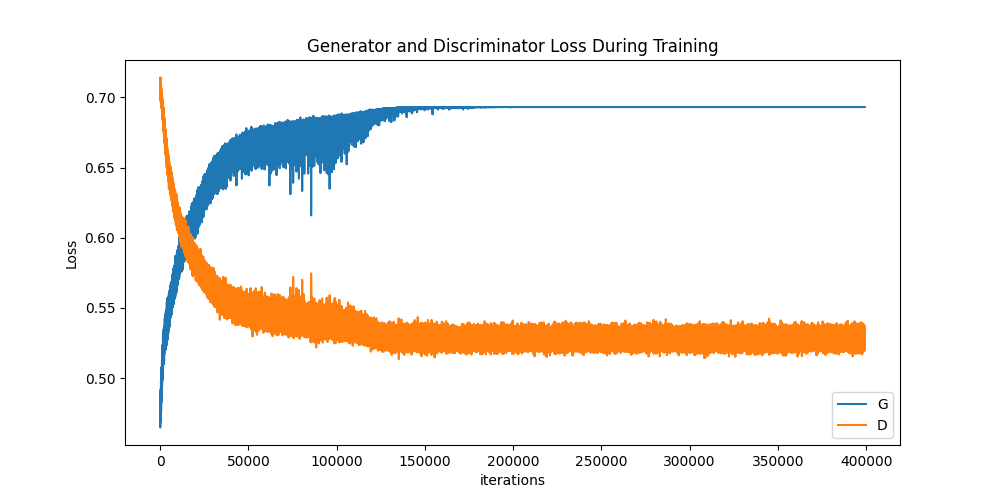 Generator and Discriminator Loss During Training
0.70
0.65
0.60
0.55
0.50
Loss
0
50000
100000
150000
200000
250000
300000
350000
400000
iterations
G
D